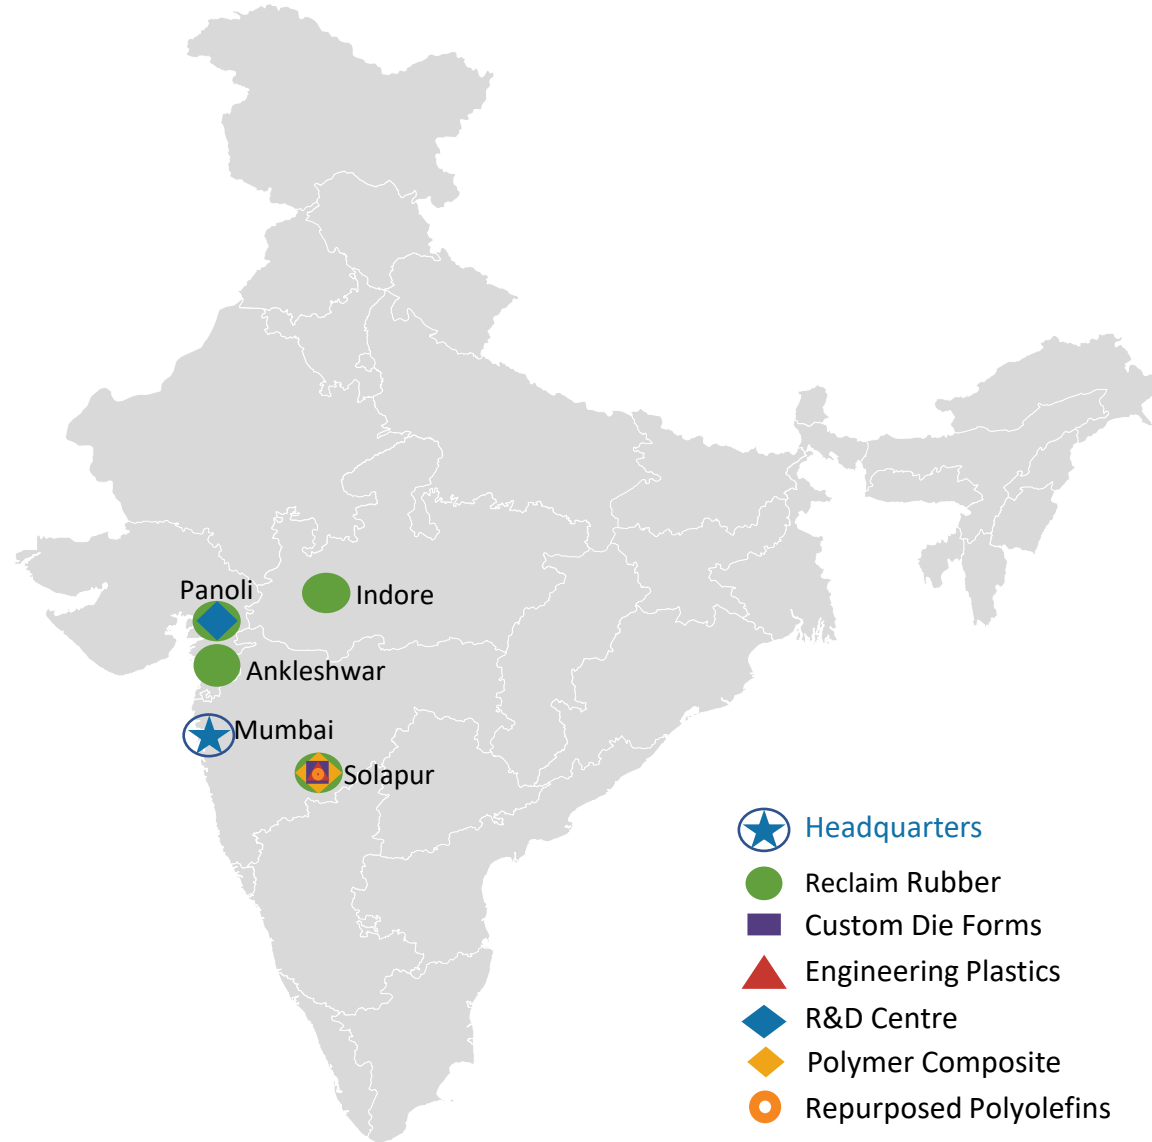 Panoli
Indore
Ankleshwar
Mumbai
Solapur
Headquarters
Reclaim Rubber
Custom Die Forms
Engineering Plastics
R&D Centre
Polymer Composite
Repurposed Polyolefins